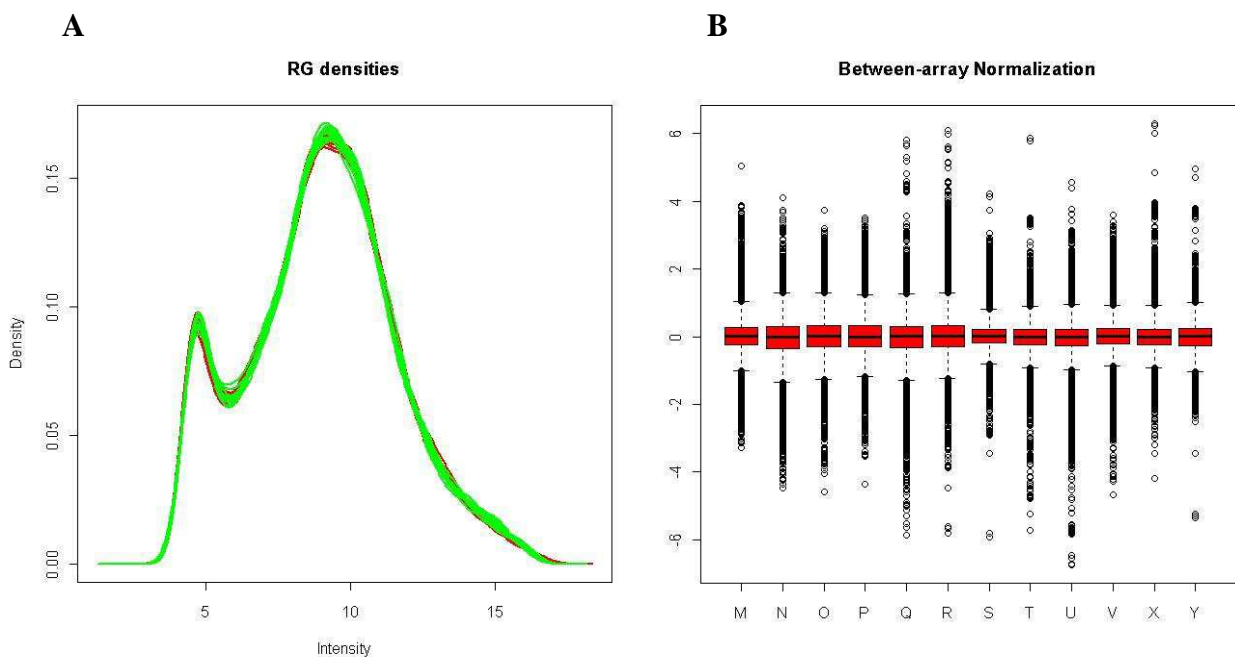 A
B
RG densities
Between-array Normalization
Density
0.15
0.10
0.05
0.00
5
10
15
Intensity
6
4
2
0
-2
-4
-6
M N O P Q R S T U V X Y